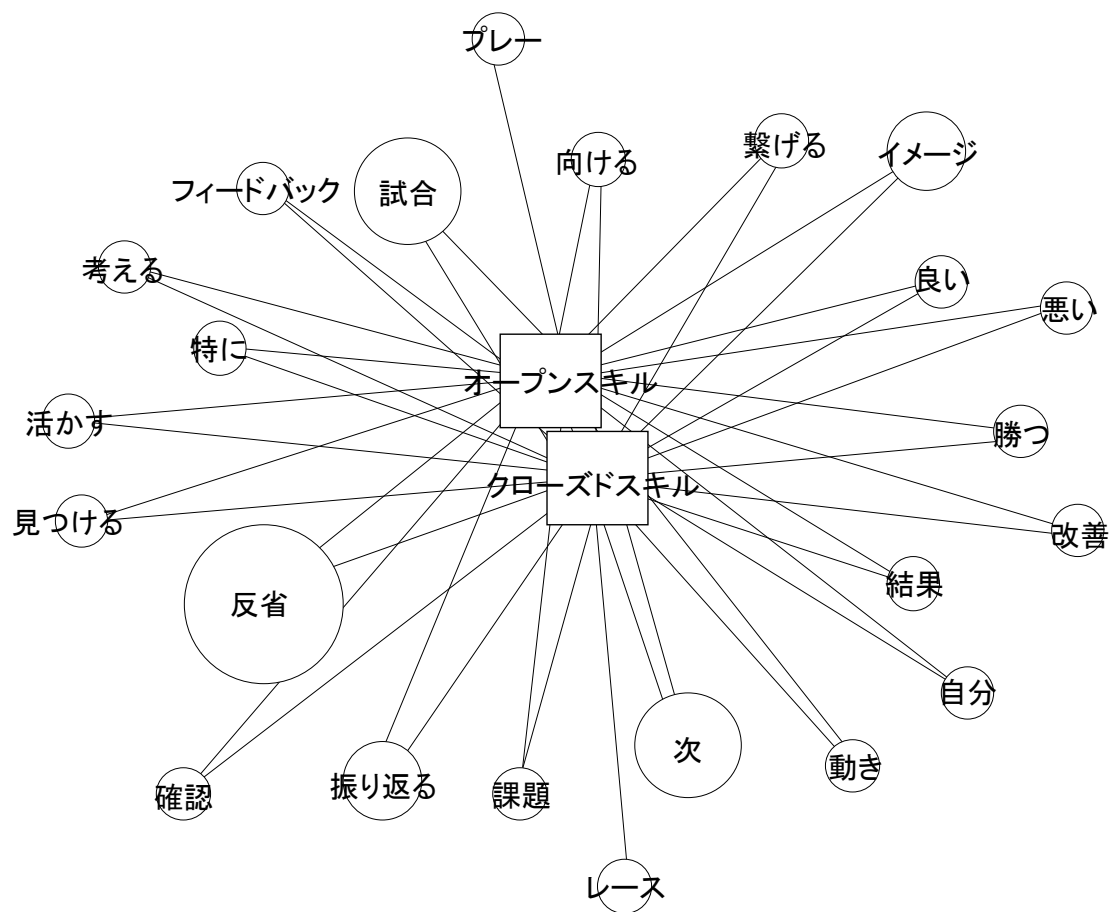 プレー
向ける
繋げる
イメージ
試合
フィードバック
考える
良い
悪い
特に
オープンスキル
活かす
勝つ
クローズドスキル
見つける
改善
結果
反省
自分
次
動き
確認
振り返る
課題
レース